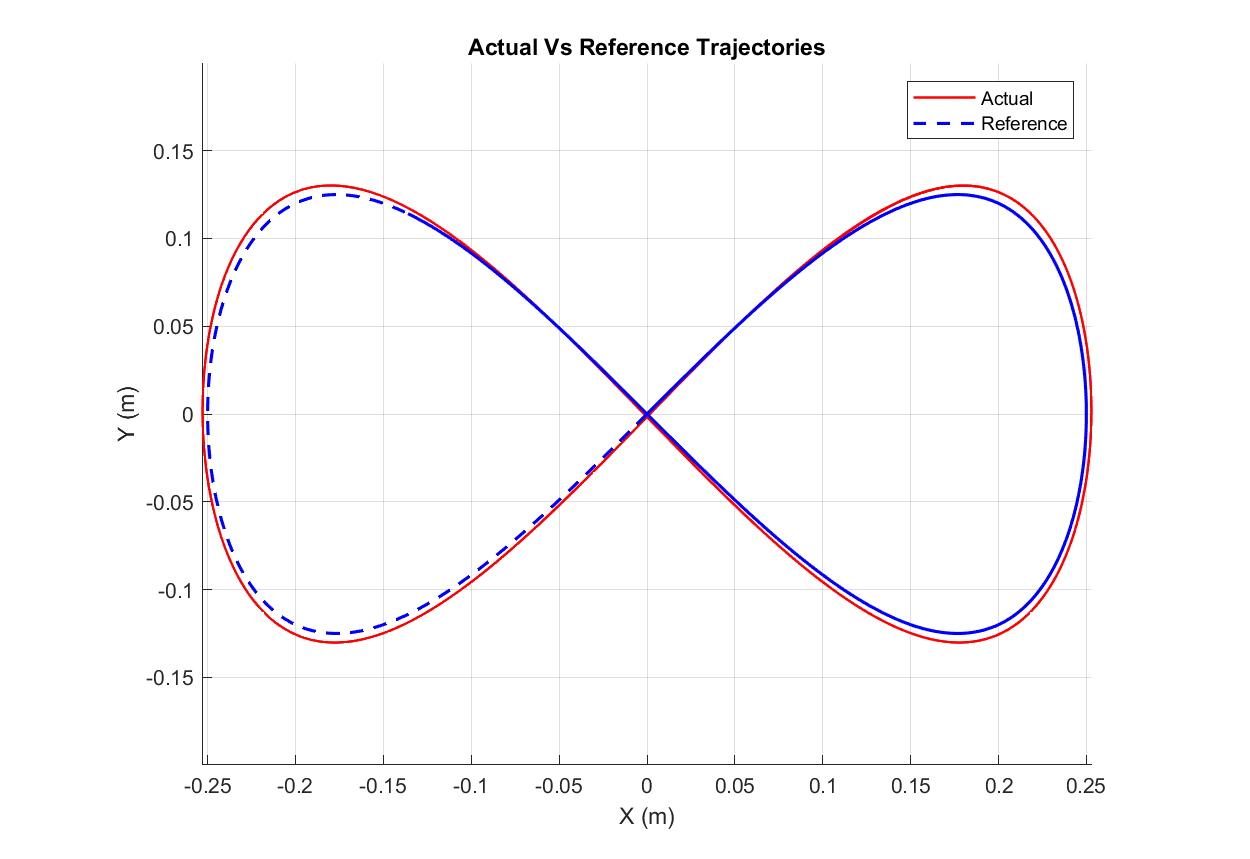 Actual Vs Reference Trajectories
Actual
Reference
0.15
0.1
0.05
0
-0.05
-0.1
-0.15
Y (m)
-0.25 -0.2 -0.15 -0.1 -0.05 0 0.05 0.1 0.15 0.2 0.25
X (m)